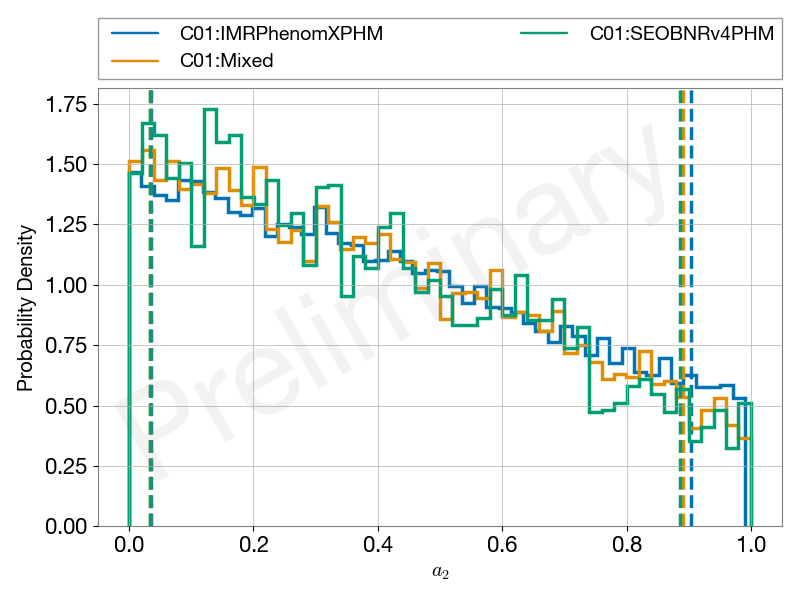 C01:IMRPhenomXPHM
C01:SEOBNRv4PHM
C01:Mixed
1.75
1.50
1.25
1.00
0.75
0.50
0.25
0.00
Probability Density
Preliminary
0.0 0.2 0.4 0.6 0.8 1.0
a₂